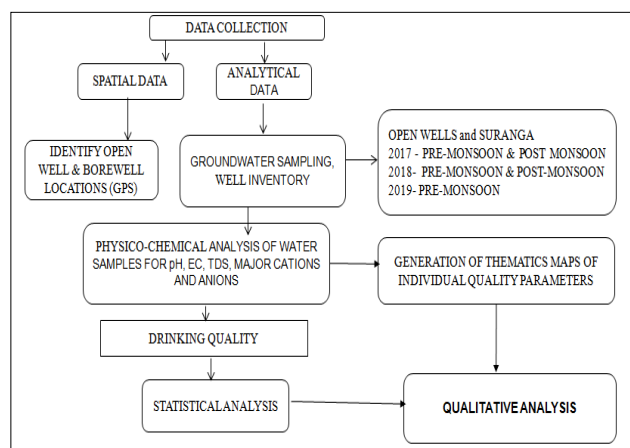 DATA COLLECTION
SPATIAL DATA
ANALYTICAL
DATA
IDENTIFY OPEN
WELL & BOREWELL
LOCATIONS (GPS)
GROUNDWATER SAMPLING,
WELL INVENTORY
OPEN WELLS and SURANGA
2017 - PRE-MONSOON & POST MONSOON
2018- PRE-MONSOON & POST-MONSOON
2019- PRE-MONSOON
PHYSICO-CHEMICAL ANALYSIS OF WATER
SAMPLES FOR pH, EC, TDS, MAJOR CATIONS
AND ANIONS
GENERATION OF THEMATICS MAPS OF
INDIVIDUAL QUALITY PARAMETERS
DRINKING QUALITY
STATISTICAL ANALYSIS
QUALITATIVE ANALYSIS